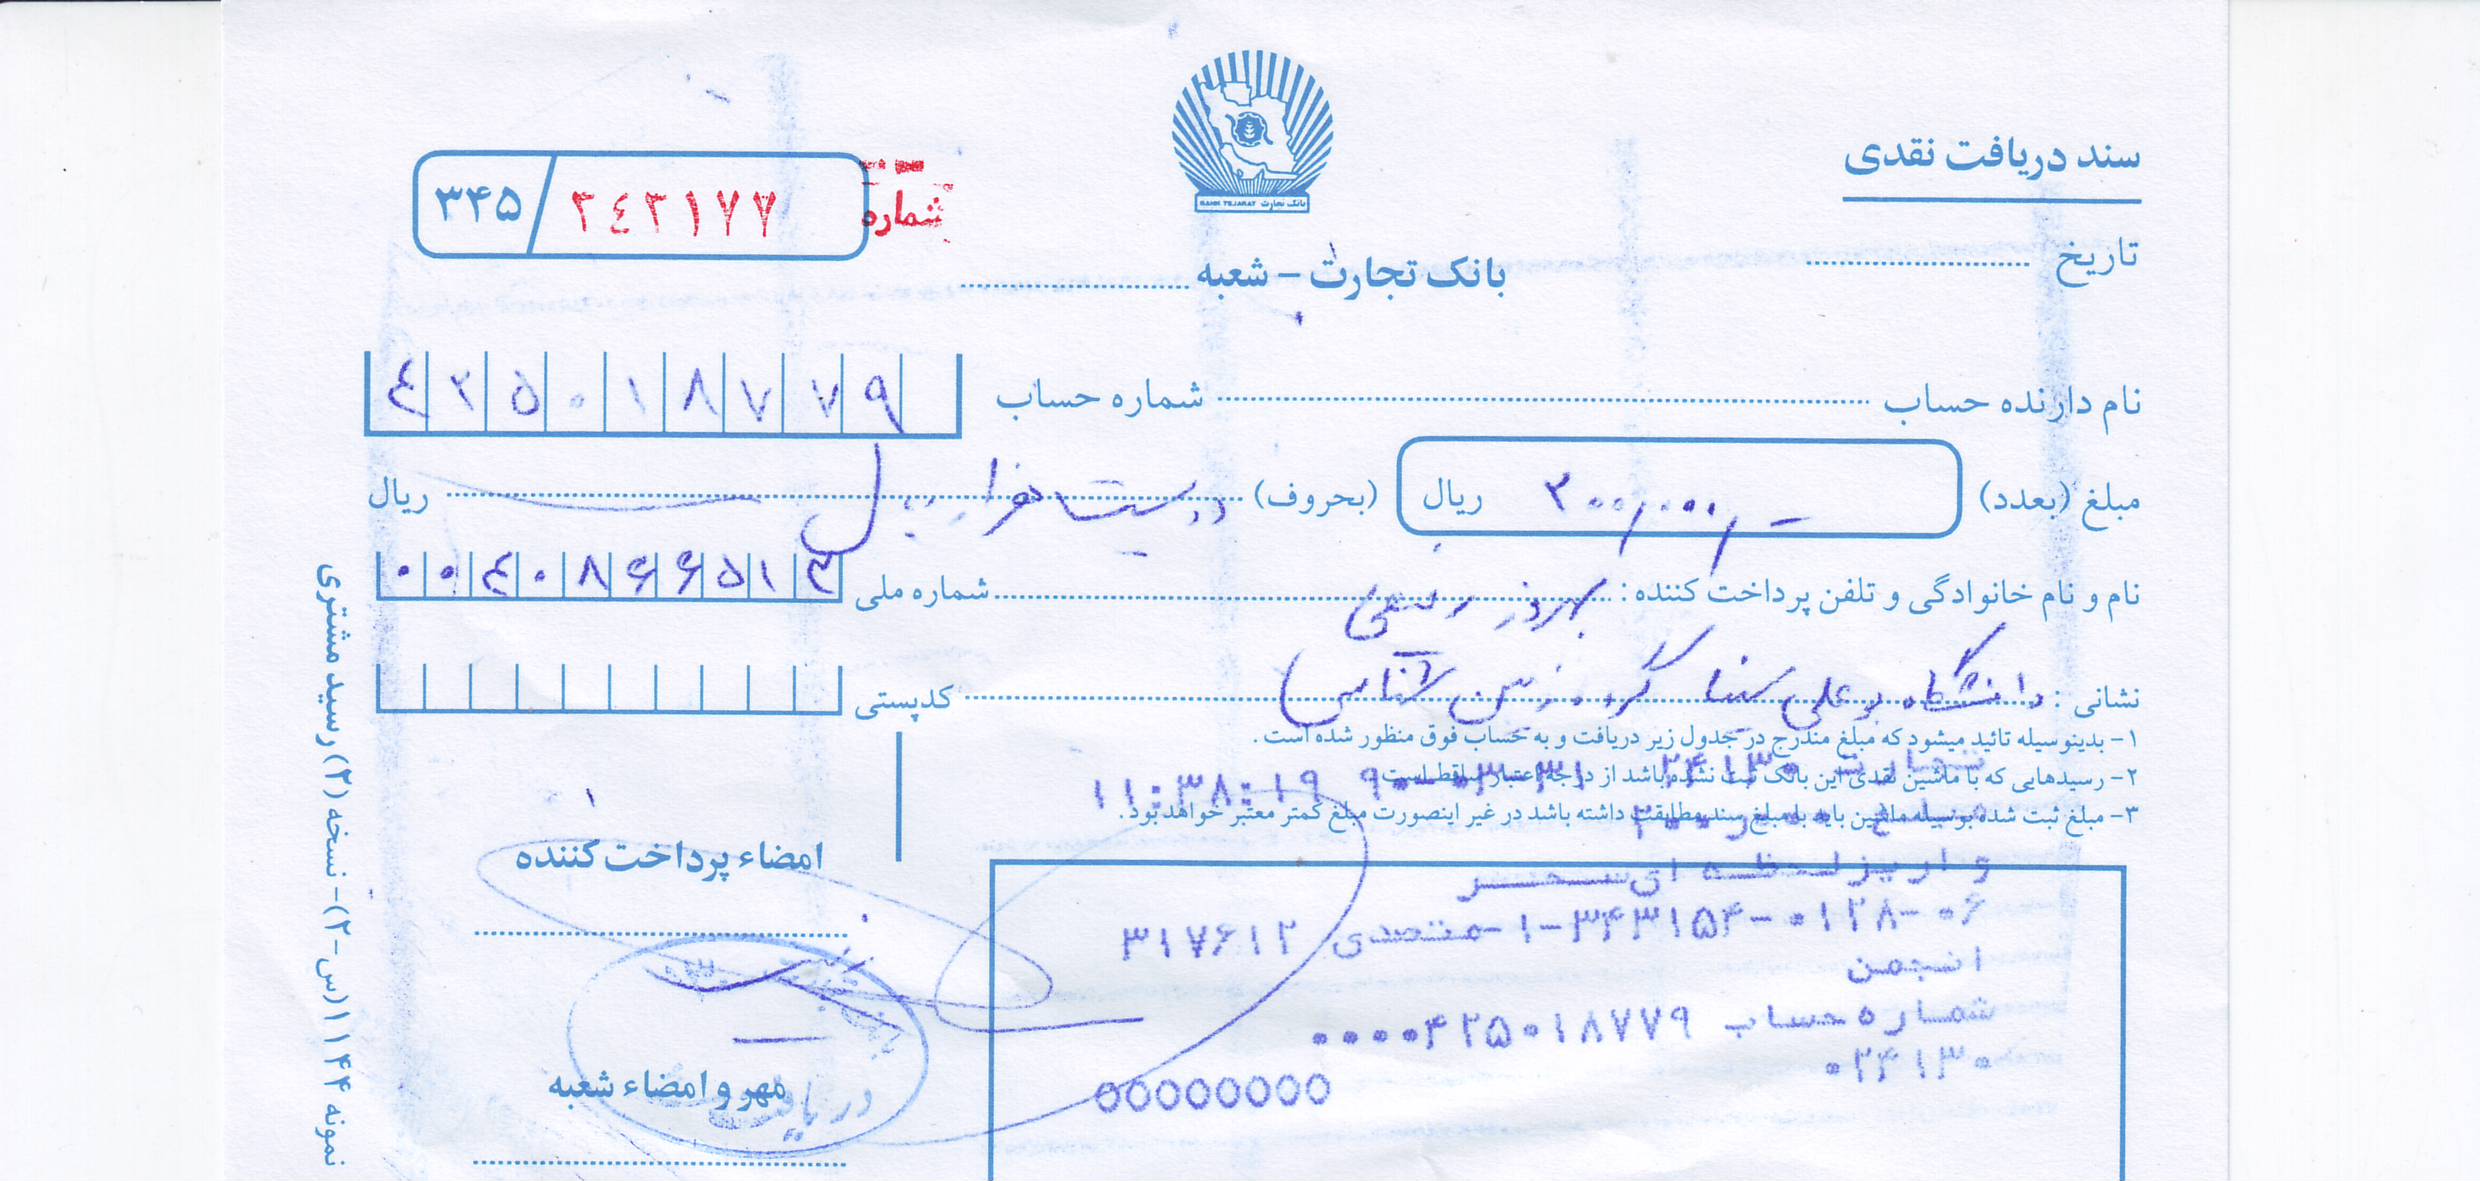 سند دریافت نقدی
BANK TEJARAT بانک تجارت
شماره ۲۴۲۱۷۷ / ۳۴۵
تاریخ
بانک تجارت – شعبه
نام دارنده حساب شماره حساب ۴۲۵۰۱۸۷۷۹
مبلغ (بعدد) ۲۰۰,۰۰۰,- ریال (بحروف) دویست هزار ریال ریال
نام و نام خانوادگی و تلفن پرداخت کننده : بهروز شماره ملی ۰۰۴۰۸۶۶۵۱۳
نشانی : دانشگاه بوعلی سینا گروه زمین شناسی کدپستی
۱- بدینوسیله تائید میشود که مبلغ مندرج در جدول زیر دریافت و به حساب فوق منظور شده است .
۲- رسیدهایی که با ماشین نقدی این بانک ثبت نشده باشد از درجه اعتبار ساقط است .
تجارت ۲۴۱۳۰ ۹۰-۰۳-۳۱ ۱۱:۳۸:۱۹
۳- مبلغ ثبت شده بوسیله ماشین باید با مبلغ سند مطابقت داشته باشد در غیر اینصورت مبلغ کمتر معتبر خواهد بود .
واریز لحظه ای سحر
۰۶-۰۱۲۸-۳۴۳۱۵۴-۱-متصدی ۳۱۷۶۱۲
انجمن
شماره حساب ۰۰۰۰۴۲۵۰۱۸۷۷۹
۰۲۴۱۳۰
00000000
امضاء پرداخت کننده
مهر و امضاء شعبه
دریافت
نمونه ۱۱۴۴ (س-۲)- نسخه (۲) رسید مشتری